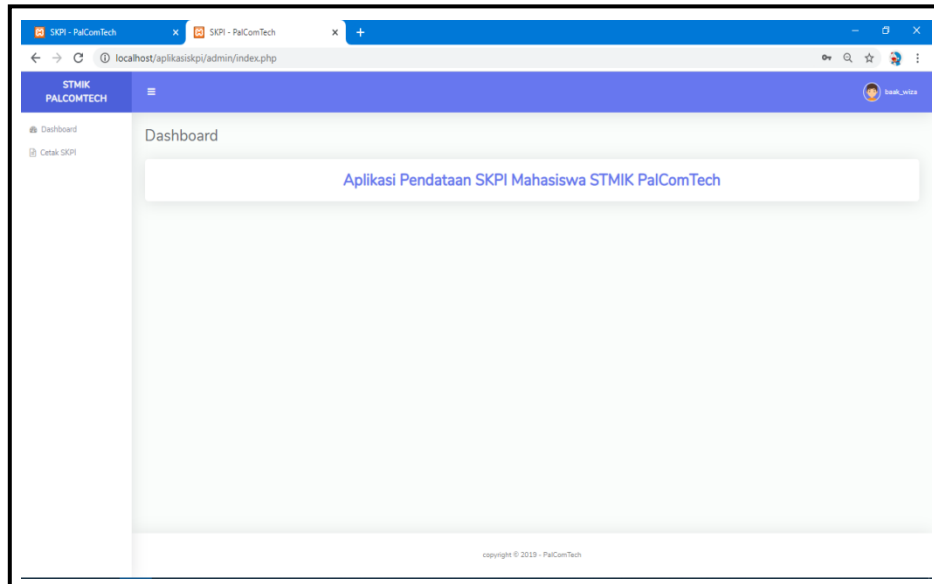 SKPI - PalComTech
SKPI - PalComTech
localhost/aplikasiskpi/admin/index.php
STMIK
PALCOMTECH
baak_wiza
Dashboard
Cetak SKPI
Dashboard
Aplikasi Pendataan SKPI Mahasiswa STMIK PalComTech
copyright © 2019 - PalComTech